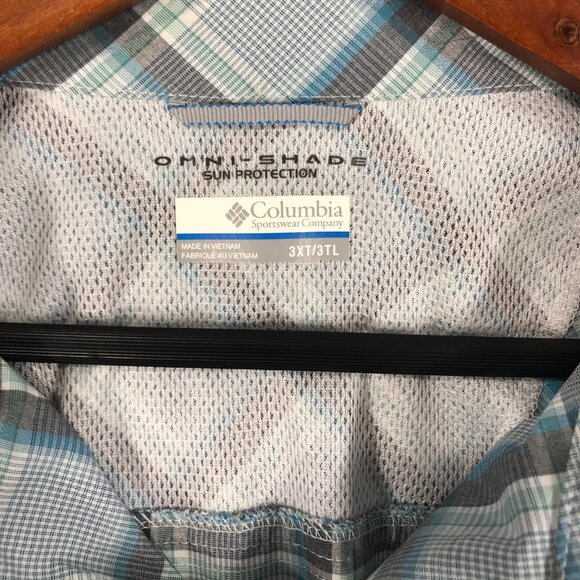 OMNI-SHADE
SUN PROTECTION
Columbia
Sportswear Company
MADE IN VIETNAM
FABRIQUÉ AU VIETNAM
3XT/3TL